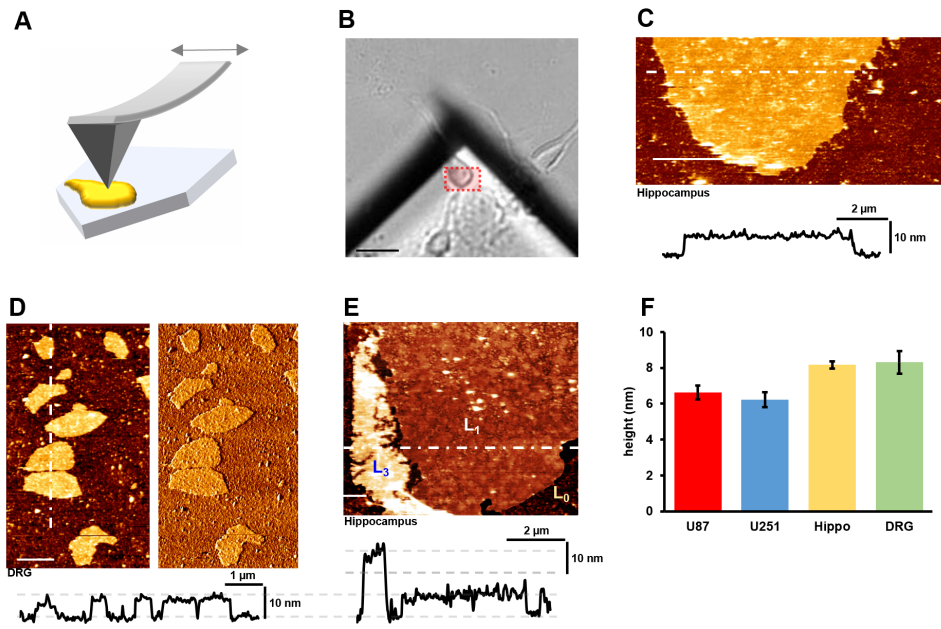 A
B
C
Hippocampus
2 µm
10 nm
D
DRG
1 µm
10 nm
E
L1
L3
L0
Hippocampus
2 µm
10 nm
F
height (nm)
10
8
6
4
2
0
U87
U251
Hippo
DRG